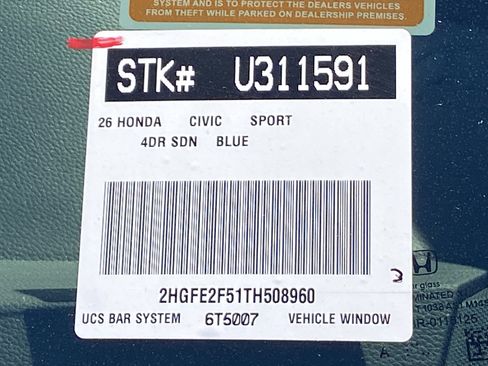 SYSTEM AND IS TO PROTECT THE DEALERS VEHICLES
FROM THEFT WHILE PARKED ON DEALERSHIP PREMISES.
STK# U311591
26 HONDA CIVIC SPORT
4DR SDN BLUE
2HGFE2F51TH508960
UCS BAR SYSTEM 6T5007 VEHICLE WINDOW